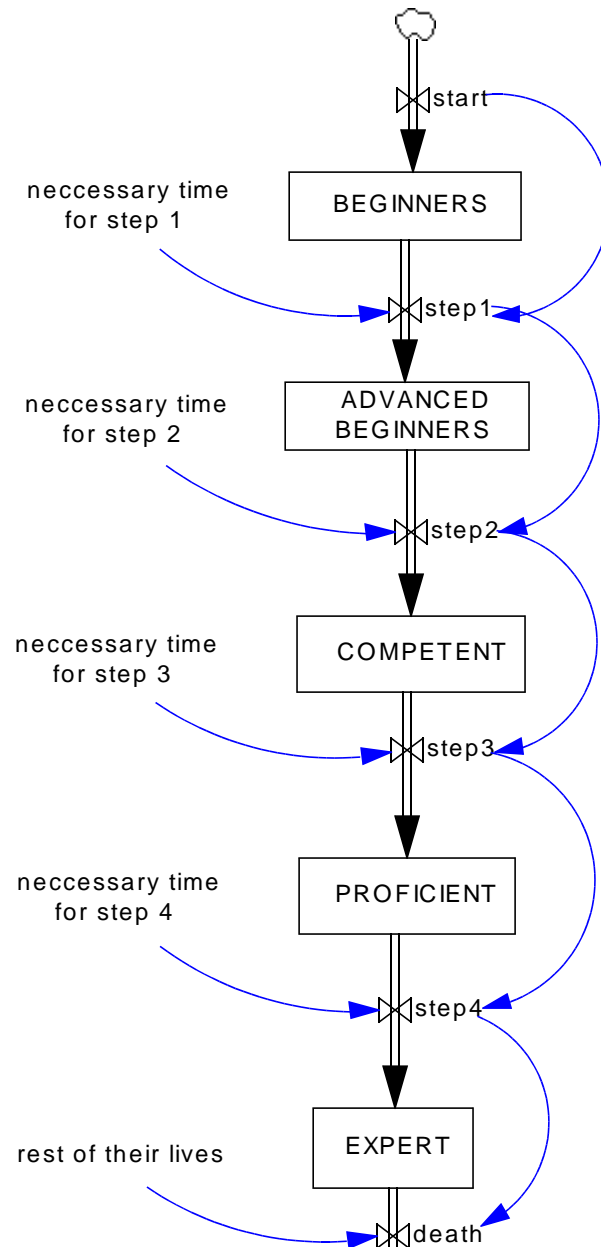 start
neccessary time
for step 1
BEGINNERS
step1
neccessary time
for step 2
ADVANCED
BEGINNERS
step2
neccessary time
for step 3
COMPETENT
step3
neccessary time
for step 4
PROFICIENT
step4
rest of their lives
EXPERT
death